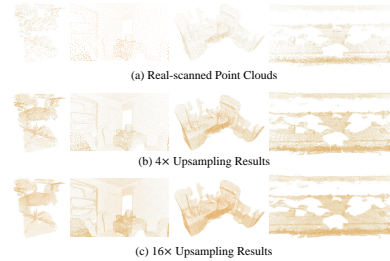 (a) Real-scanned Point Clouds
(b) 4× Upsampling Results
(c) 16× Upsampling Results